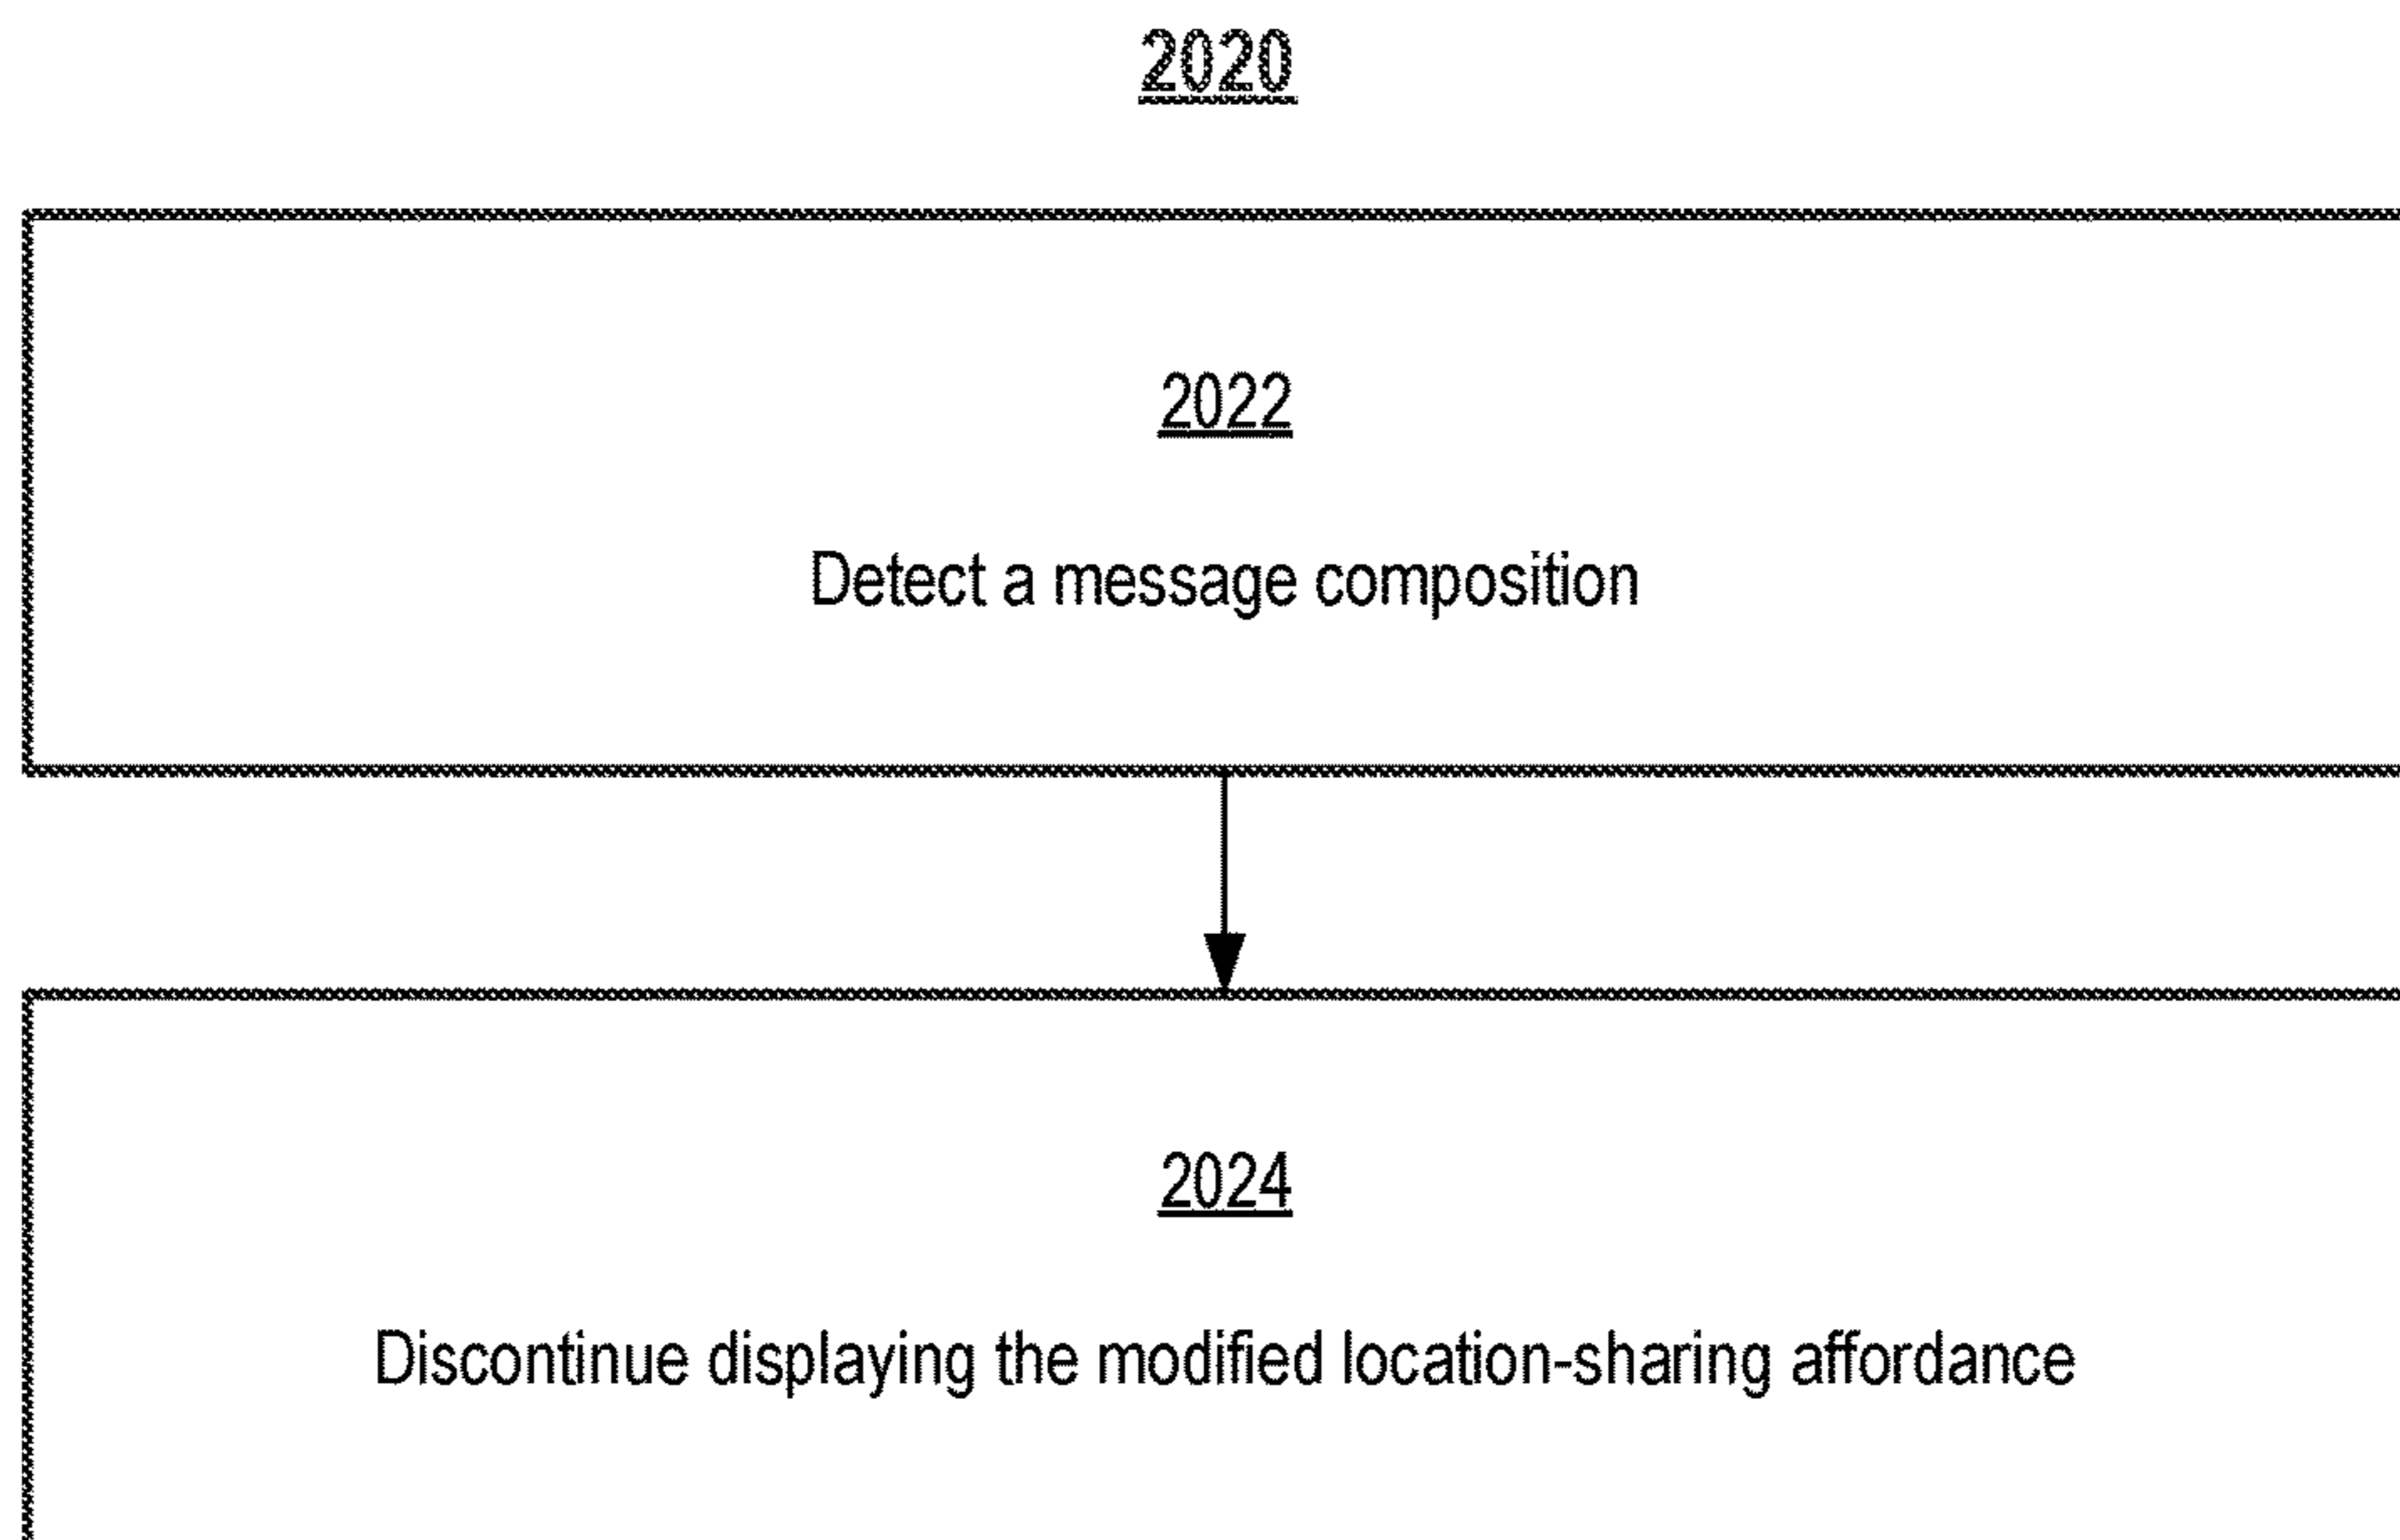 2020
2022
Detect a message composition
2024
Discontinue displaying the modified location-sharing affordance